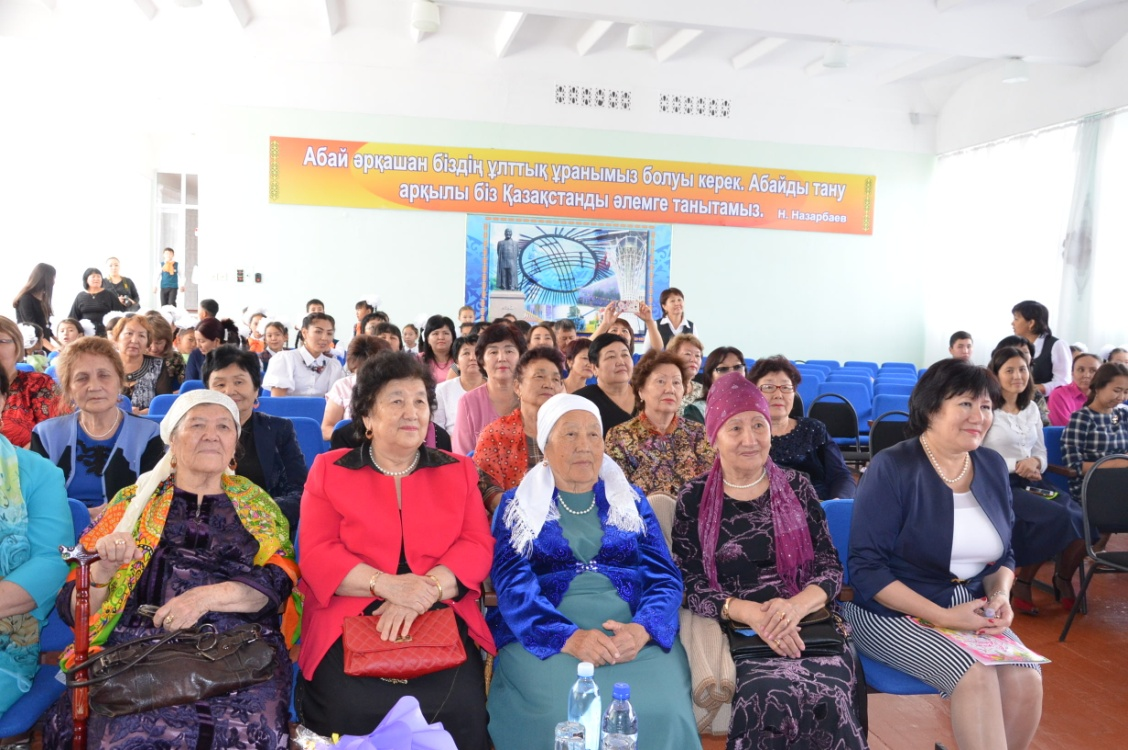 Абай әрқашан біздің ұлттық ұранымыз болуы керек. Абайды тану
арқылы біз Қазақстанды әлемге танытамыз. Н. Назарбаев